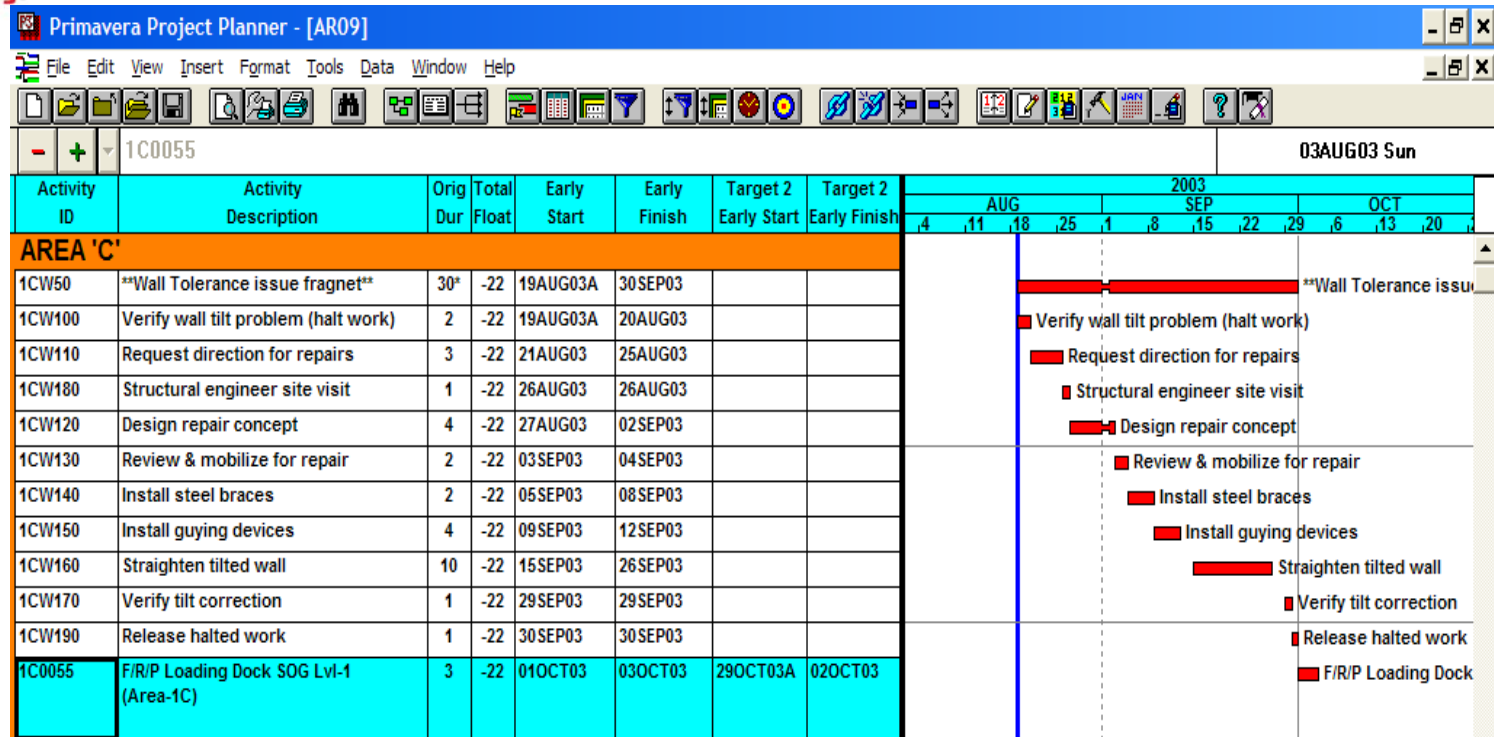 Primavera Project Planner - [AR09]
File Edit View Insert Format Tools Data Window Help
1C0055 03AUG03 Sun
Activity ID Activity Description Orig Dur Total Float Early Start Early Finish Target 2 Early Start Target 2 Early Finish
2003
AUG SEP OCT
4 11 18 25 1 8 15 22 29 6 13 20
AREA 'C'
1CW50 **Wall Tolerance issue fragnet** 30* -22 19AUG03A 30SEP03 **Wall Tolerance issu
1CW100 Verify wall tilt problem (halt work) 2 -22 19AUG03A 20AUG03 Verify wall tilt problem (halt work)
1CW110 Request direction for repairs 3 -22 21AUG03 25AUG03 Request direction for repairs
1CW180 Structural engineer site visit 1 -22 26AUG03 26AUG03 Structural engineer site visit
1CW120 Design repair concept 4 -22 27AUG03 02SEP03 Design repair concept
1CW130 Review & mobilize for repair 2 -22 03SEP03 04SEP03 Review & mobilize for repair
1CW140 Install steel braces 2 -22 05SEP03 08SEP03 Install steel braces
1CW150 Install guying devices 4 -22 09SEP03 12SEP03 Install guying devices
1CW160 Straighten tilted wall 10 -22 15SEP03 26SEP03 Straighten tilted wall
1CW170 Verify tilt correction 1 -22 29SEP03 29SEP03 Verify tilt correction
1CW190 Release halted work 1 -22 30SEP03 30SEP03 Release halted work
1C0055 F/R/P Loading Dock SOG Lvl-1 3 -22 01OCT03 03OCT03 29OCT03A 02OCT03 F/R/P Loading Dock
(Area-1C)